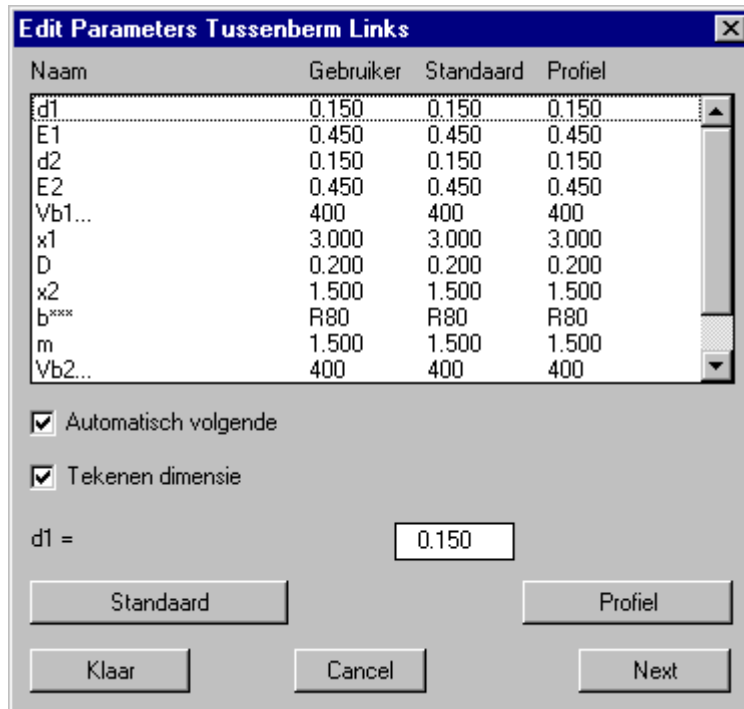 Edit Parameters Tussenberm Links
Naam Gebruiker Standaard Profiel
d1 0.150 0.150 0.150
E1 0.450 0.450 0.450
d2 0.150 0.150 0.150
E2 0.450 0.450 0.450
Vb1... 400 400 400
x1 3.000 3.000 3.000
D 0.200 0.200 0.200
x2 1.500 1.500 1.500
b*** R80 R80 R80
m 1.500 1.500 1.500
Vb2... 400 400 400
Automatisch volgende
Tekenen dimensie
d1 = 0.150
Standaard Profiel
Klaar Cancel Next